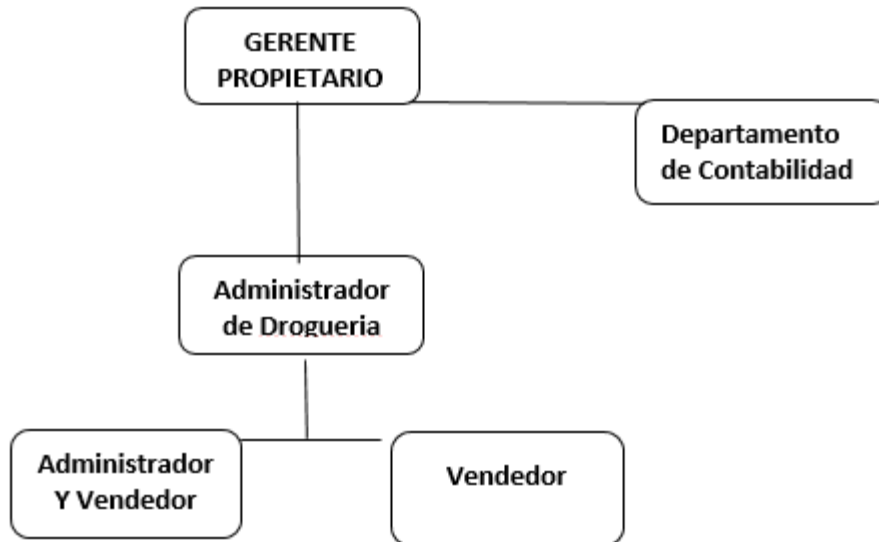 GERENTE
PROPIETARIO
Departamento
de Contabilidad
Administrador
de Drogueria
Administrador
Y Vendedor
Vendedor